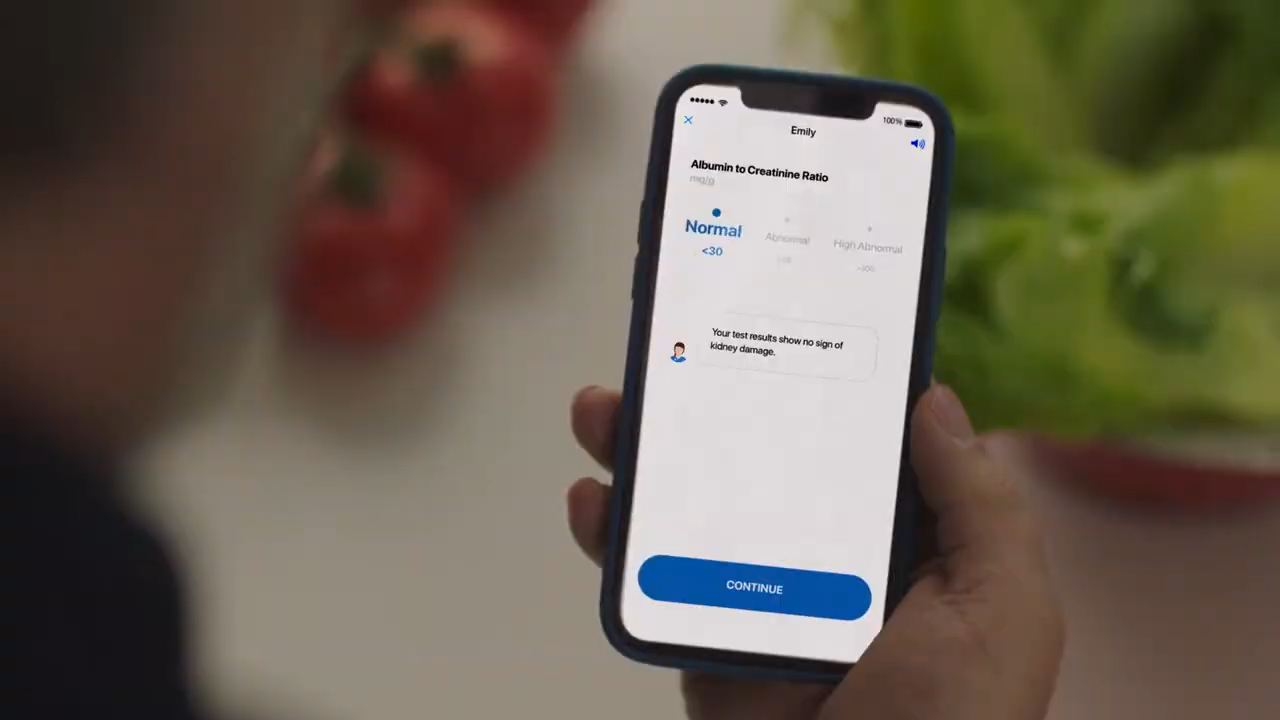 100%
Emily
Albumin to Creatinine Ratio
mg/g
Normal
Abnormal
High Abnormal
<30
Your test results show no sign of
kidney damage.
CONTINUE